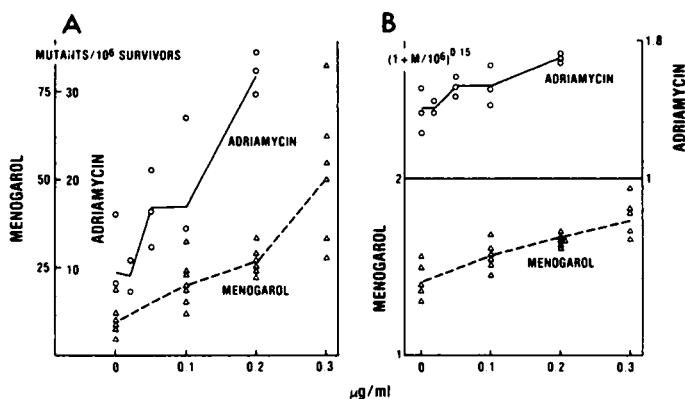 A
MUTANTS/10⁶ SURVIVORS
75
50
25
30
20
10
MENOGAROL
ADRIAMYCIN
ADRIAMYCIN
MENOGAROL
0
0.1
0.2
0.3
B
(1 + M/10⁶)^0.15
ADRIAMYCIN
MENOGAROL
2
1
MENOGAROL
1.8
1
ADRIAMYCIN
0
0.1
0.2
0.3
μg/ml